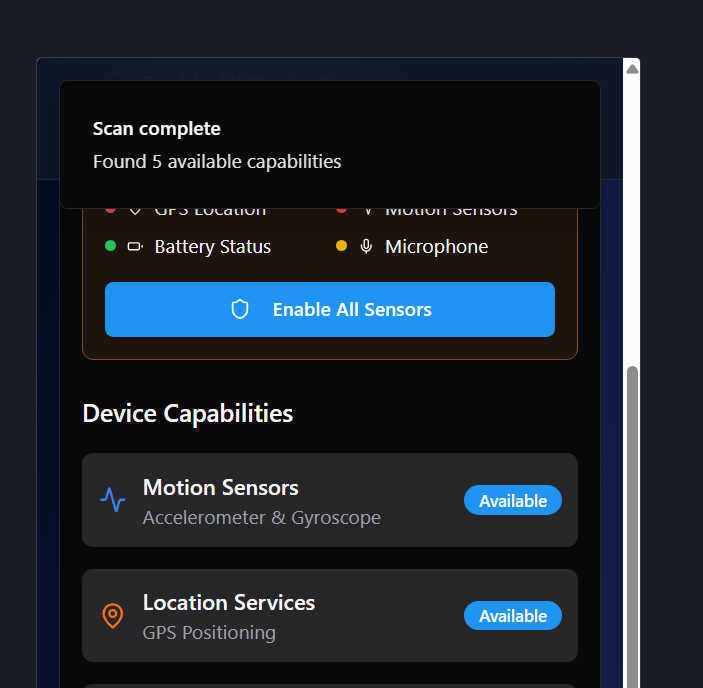 Scan complete
Found 5 available capabilities
GPS Location
Motion Sensors
Battery Status
Microphone
Enable All Sensors
Device Capabilities
Motion Sensors
Accelerometer & Gyroscope
Available
Location Services
GPS Positioning
Available